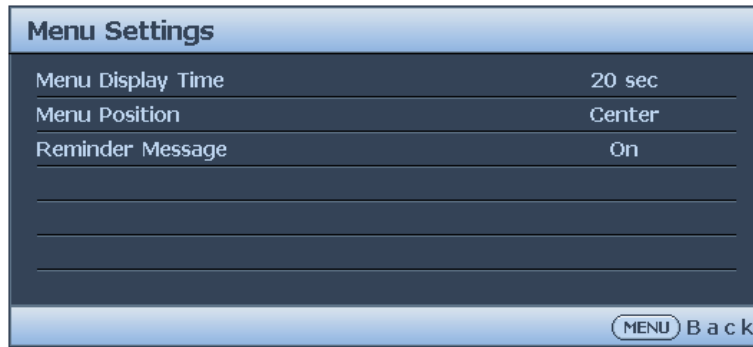 Menu Settings
Menu Display Time 20 sec
Menu Position Center
Reminder Message On
MENU Back